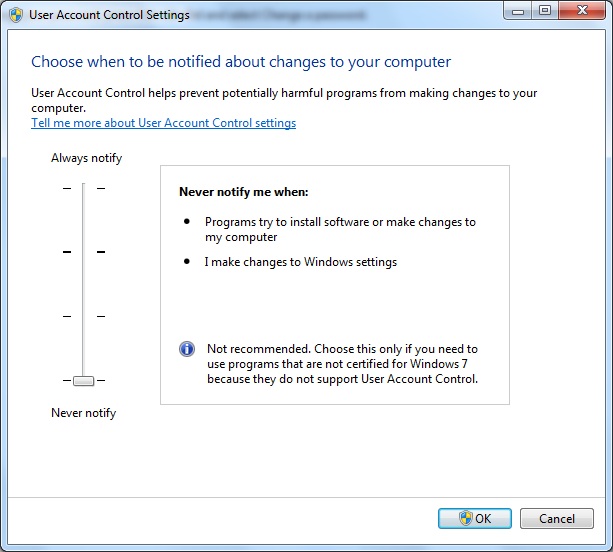 User Account Control Settings
Choose when to be notified about changes to your computer
User Account Control helps prevent potentially harmful programs from making changes to your
computer.
Tell me more about User Account Control settings
Always notify
Never notify me when:
Programs try to install software or make changes to
my computer
I make changes to Windows settings
Not recommended. Choose this only if you need to
use programs that are not certified for Windows 7
because they do not support User Account Control.
Never notify
OK
Cancel